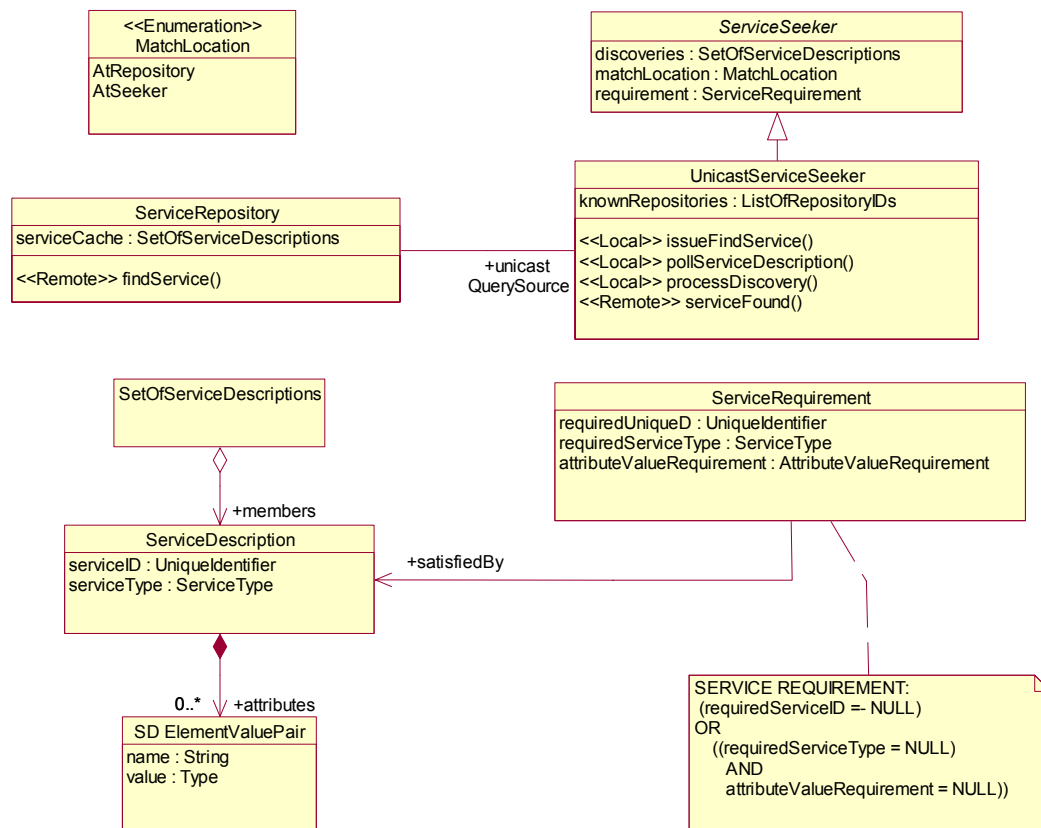 <<Enumeration>>
MatchLocation
AtRepository
AtSeeker
ServiceSeeker
discoveries : SetOfServiceDescriptions
matchLocation : MatchLocation
requirement : ServiceRequirement
ServiceRepository
serviceCache : SetOfServiceDescriptions
<<Remote>> findService()
+unicast
QuerySource
UnicastServiceSeeker
knownRepositories : ListOfRepositoryIDs
<<Local>> issueFindService()
<<Local>> pollServiceDescription()
<<Local>> processDiscovery()
<<Remote>> serviceFound()
SetOfServiceDescriptions
+members
ServiceDescription
serviceID : UniqueIdentifier
serviceType : ServiceType
0..*
+attributes
SD ElementValuePair
name : String
value : Type
ServiceRequirement
requiredUniqueD : UniqueIdentifier
requiredServiceType : ServiceType
attributeValueRequirement : AttributeValueRequirement
+satisfiedBy
SERVICE REQUIREMENT:
(requiredServiceID =- NULL)
OR
((requiredServiceType = NULL)
AND
attributeValueRequirement = NULL))